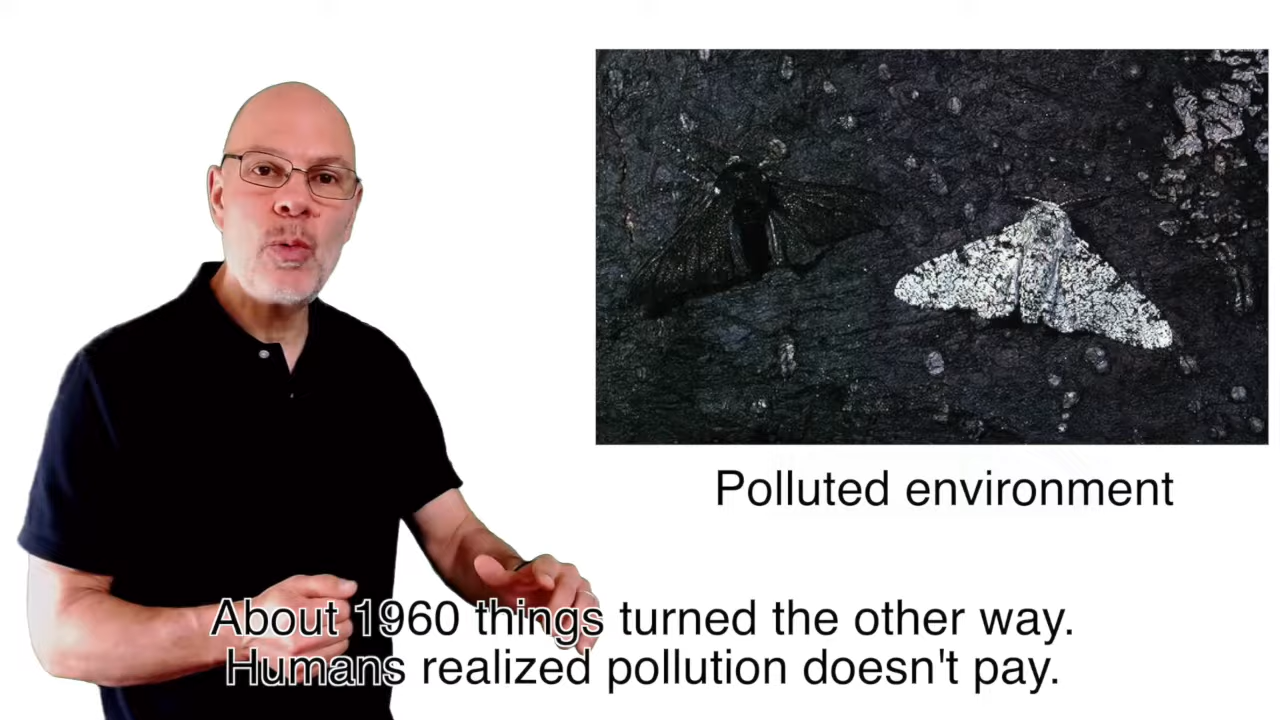 Polluted environment
About 1960 things turned the other way.
Humans realized pollution doesn't pay.